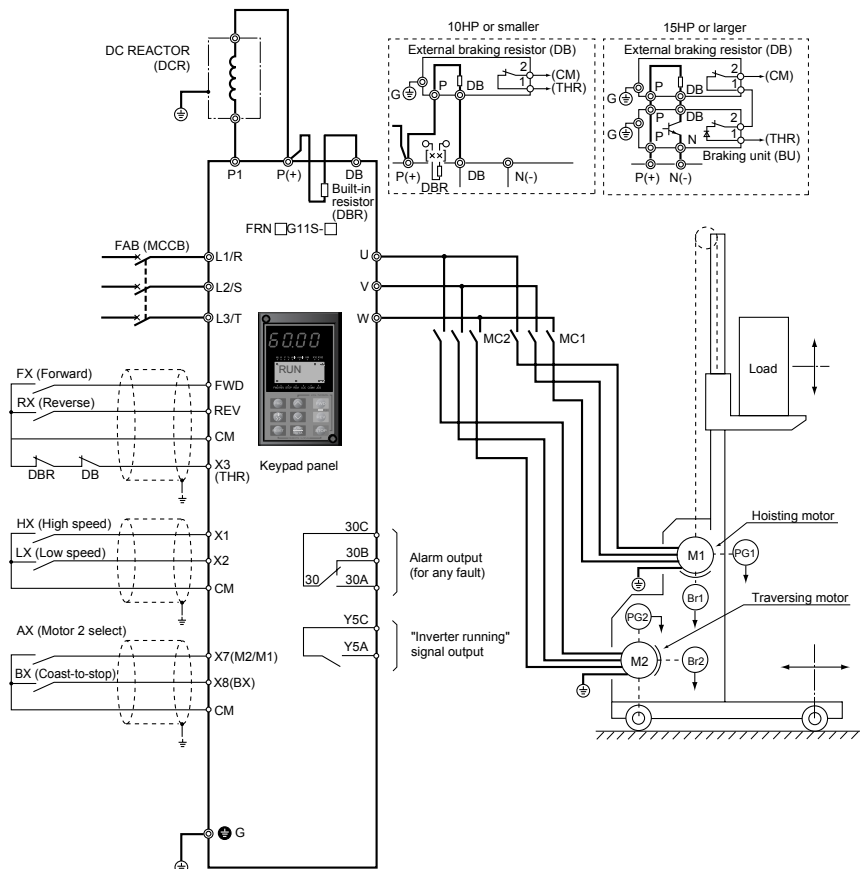 10HP or smaller
15HP or larger
DC REACTOR
(DCR)
External braking resistor (DB)
2
1
(CM)
(THR)
G
P
DB
P(+)
DBR
DB
N(-)
External braking resistor (DB)
2
1
(CM)
G
P
DB
G
P
DB
N
2
1
(THR)
Braking unit (BU)
P(+)
N(-)
P1
P(+)
DB
Built-in
resistor
(DBR)
FRN □G11S-□
FAB (MCCB)
L1/R
L2/S
L3/T
U
V
W
MC2
MC1
60.00
RUN
Keypad panel
FX (Forward)
FWD
RX (Reverse)
REV
CM
X3
(THR)
DBR
DB
HX (High speed)
X1
LX (Low speed)
X2
CM
AX (Motor 2 select)
X7(M2/M1)
BX (Coast-to-stop)
X8(BX)
CM
30C
30B
30
30A
Alarm output
(for any fault)
Y5C
Y5A
"Inverter running"
signal output
Load
Hoisting motor
M1
PG1
Br1
Traversing motor
PG2
M2
Br2
G